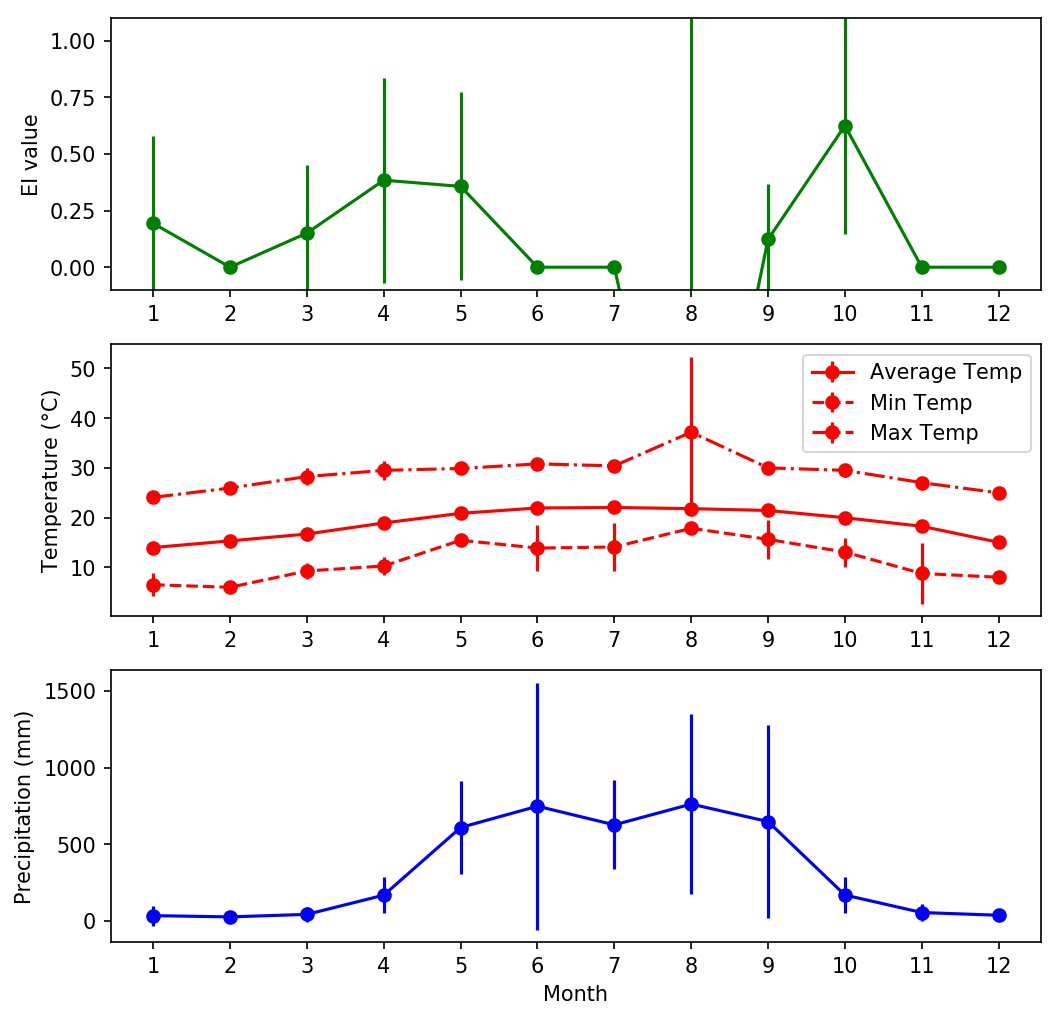 1.00
0.75
0.50
0.25
0.00
EI value
1 2 3 4 5 6 7 8 9 10 11 12
50
40
30
20
10
Temperature (°C)
Average Temp
Min Temp
Max Temp
1 2 3 4 5 6 7 8 9 10 11 12
1500
1000
500
0
Precipitation (mm)
1 2 3 4 5 6 7 8 9 10 11 12
Month